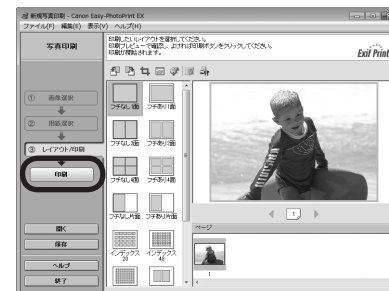 新規写真印刷 - Canon Easy-PhotoPrint EX
ファイル(F) 編集(E) 表示(V) ヘルプ(H)
写真印刷
印刷したいレイアウトを選択してください。
印刷プレビューで確認し、よければ印刷ボタンをクリックしてください。
印刷が開始されます。
Exif Print
① 画像選択
② 用紙選択
③ レイアウト/印刷
印刷
開く
保存
ヘルプ
終了
フチなし1面 フチあり1面
フチなし2面 フチあり2面
フチなし4面 フチあり4面
フチなし片面 フチあり片面
インデックス 20 インデックス
1
ページ
1